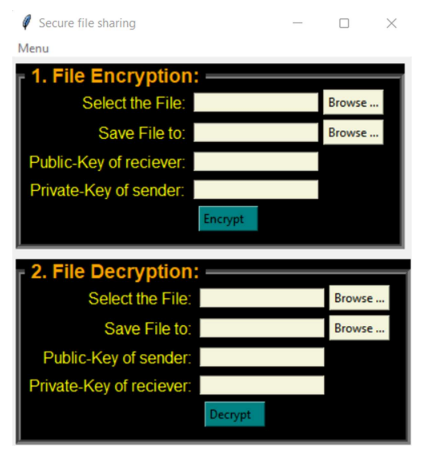 Secure file sharing
Menu
1. File Encryption:
Select the File: Browse ...
Save File to: Browse ...
Public-Key of reciever:
Private-Key of sender:
Encrypt
2. File Decryption:
Select the File: Browse ...
Save File to: Browse ...
Public-Key of sender:
Private-Key of reciever:
Decrypt